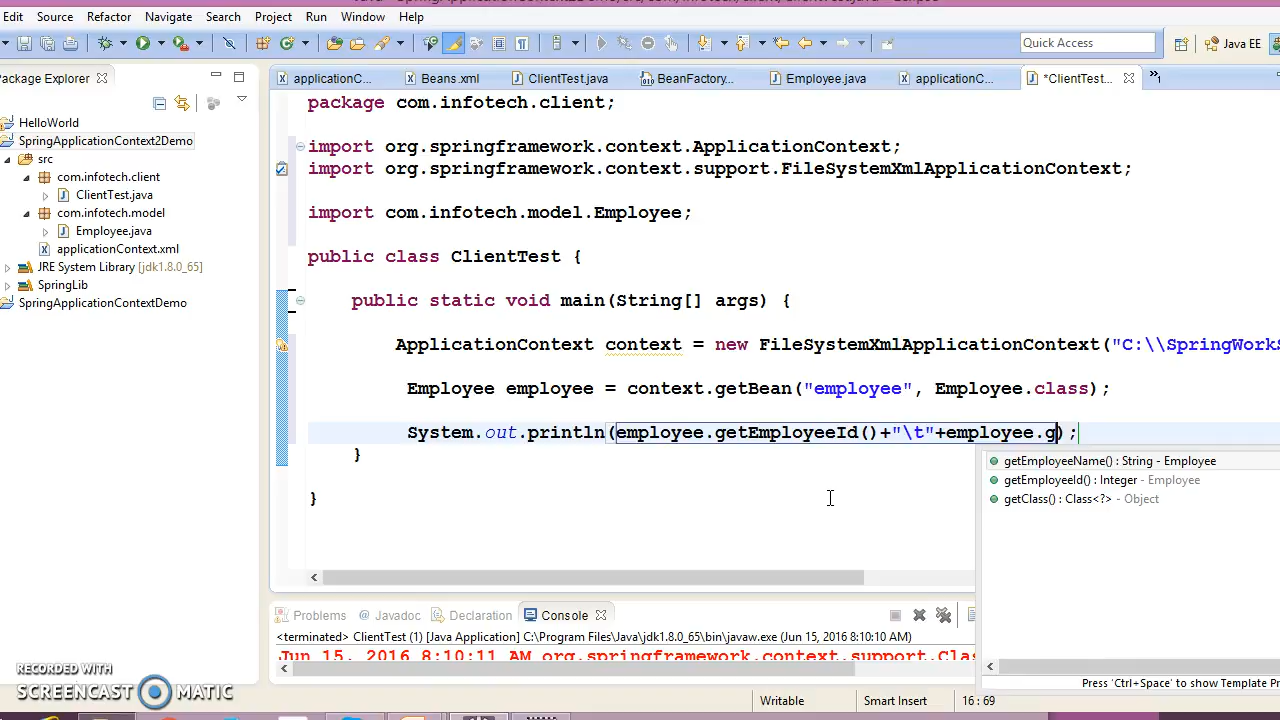 Edit Source Refactor Navigate Search Project Run Window Help
Quick Access
Java EE
Package Explorer
applicationC...
Beans.xml
ClientTest.java
BeanFactory...
Employee.java
applicationC...
*ClientTest...
HelloWorld
SpringApplicationContext2Demo
src
com.infotech.client
ClientTest.java
com.infotech.model
Employee.java
applicationContext.xml
JRE System Library [jdk1.8.0_65]
SpringLib
SpringApplicationContextDemo
package com.infotech.client;
import org.springframework.context.ApplicationContext;
import org.springframework.context.support.FileSystemXmlApplicationContext;
import com.infotech.model.Employee;
public class ClientTest {
public static void main(String[] args) {
ApplicationContext context = new FileSystemXmlApplicationContext("C:\\SpringWorkS
Employee employee = context.getBean("employee", Employee.class);
System.out.println(employee.getEmployeeId()+"\t"+employee.g);
}
}
getEmployeeName() : String - Employee
getEmployeeId() : Integer - Employee
getClass() : Class<?> - Object
Press 'Ctrl+Space' to show Template Pr
Problems
Javadoc
Declaration
Console
<terminated> ClientTest (1) [Java Application] C:\Program Files\Java\jdk1.8.0_65\bin\javaw.exe (Jun 15, 2016 8:10:10 AM)
Jun 15, 2016 8:10:11 AM org.springframework.context.support.Clas
RECORDED WITH
SCREENCAST MATIC
Writable
Smart Insert
16 : 69